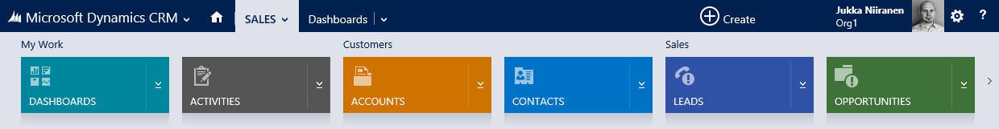 Microsoft Dynamics CRM
SALES
Dashboards
Create
Jukka Niiranen
Org1
?
My Work
Customers
Sales
DASHBOARDS
ACTIVITIES
ACCOUNTS
CONTACTS
LEADS
OPPORTUNITIES